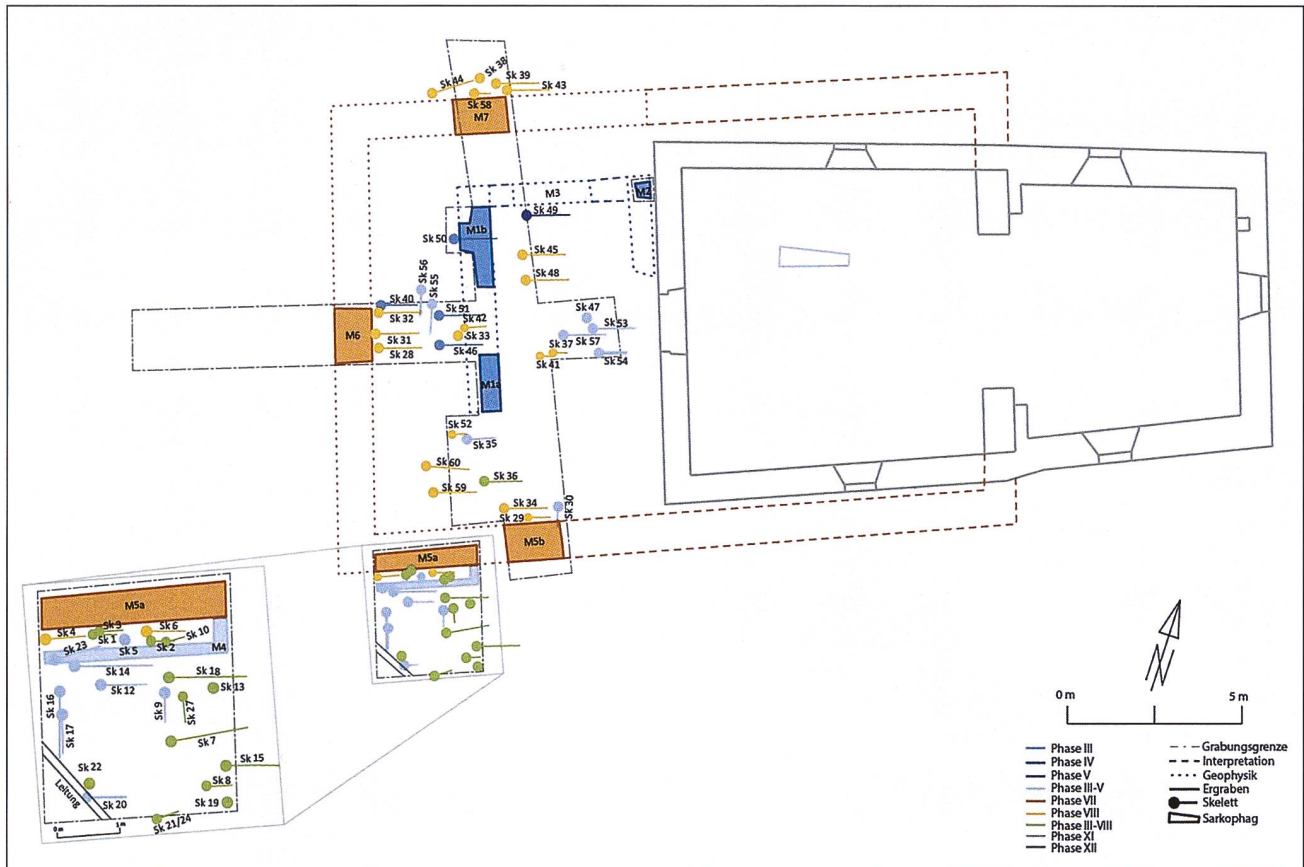 Sk 44
Sk 38
Sk 39
Sk 43
Sk 58
M7
M3
M2
Sk 49
M1b
Sk 50
Sk 45
Sk 48
Sk 56
Sk 55
Sk 40
Sk 32
Sk 51
Sk 42
Sk 33
Sk 47
Sk 53
Sk 57
M6
Sk 31
Sk 28
Sk 46
Sk 37
Sk 41
Sk 54
M1a
Sk 52
Sk 35
Sk 60
Sk 36
Sk 59
Sk 34
Sk 30
Sk 29
M5b
M5a
M5a
Sk 4
Sk 3
Sk 6
Sk 10
Sk 1
Sk 2
Sk 23
Sk 5
M4
Sk 14
Sk 18
Sk 12
Sk 13
Sk 16
Sk 9
Sk 27
Sk 17
Sk 7
Sk 15
Sk 22
Sk 8
Leitung
Sk 20
Sk 19
Sk 21/24
0 m 1 m
N
0 m 5 m
Phase III
Phase IV
Phase V
Phase III-V
Phase VII
Phase VIII
Phase III-VIII
Phase XI
Phase XII
Grabungsgrenze
Interpretation
Geophysik
Ergraben
Skelett
Sarkophag